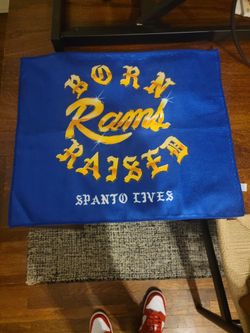 BORN
Rams
RAISED
SPANTO LIVES